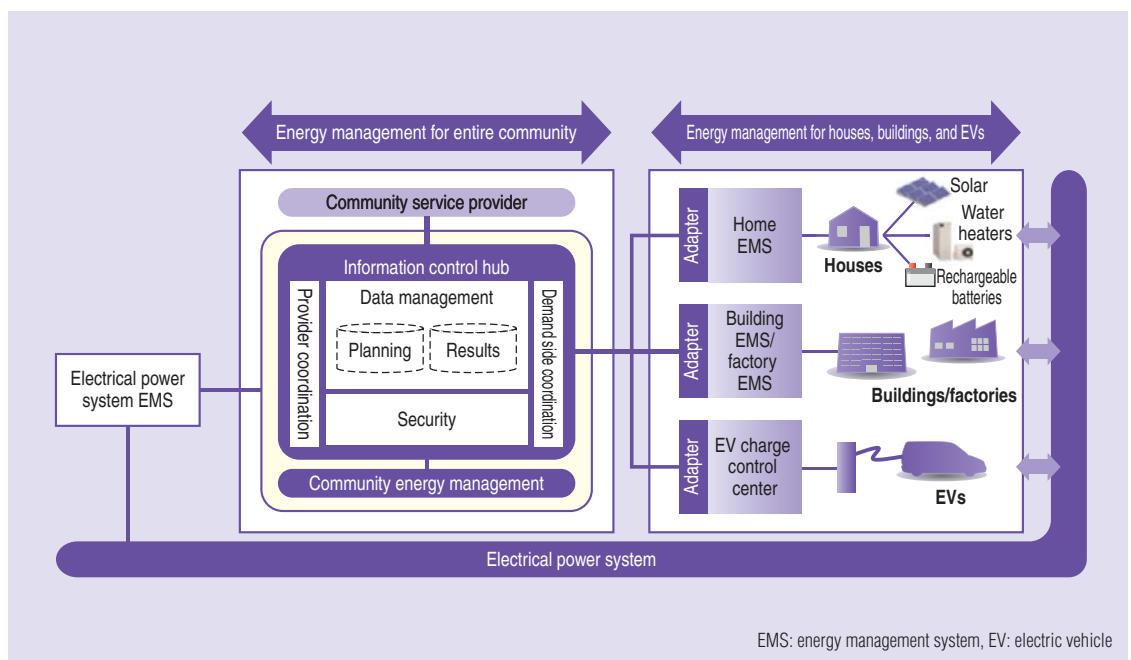 Energy management for entire community
Energy management for houses, buildings, and EVs
Community service provider
Information control hub
Provider coordination
Data management
Planning
Results
Security
Demand side coordination
Community energy management
Electrical power
system EMS
Adapter
Home
EMS
Houses
Solar
Water
heaters
Rechargeable
batteries
Adapter
Building
EMS/
factory
EMS
Buildings/factories
Adapter
EV charge
control
center
EVs
Electrical power system
EMS: energy management system, EV: electric vehicle